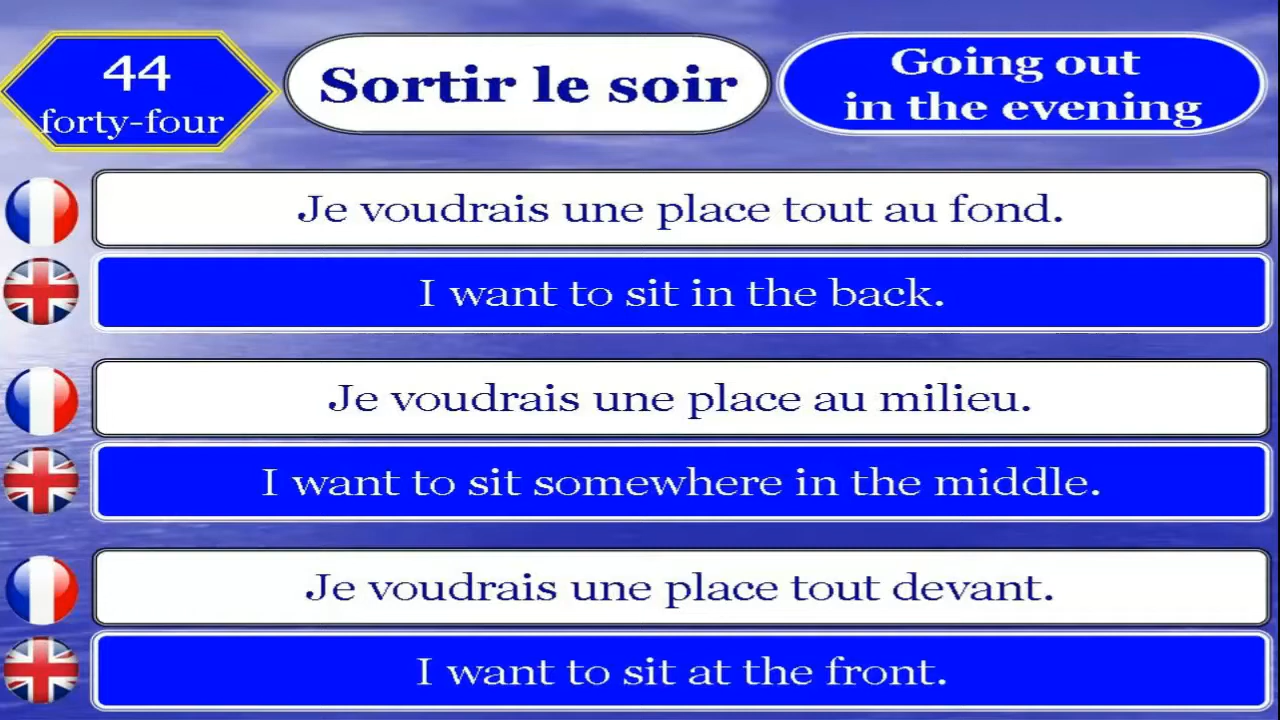 44
forty-four
Sortir le soir
Going out
in the evening
Je voudrais une place tout au fond.
I want to sit in the back.
Je voudrais une place au milieu.
I want to sit somewhere in the middle.
Je voudrais une place tout devant.
I want to sit at the front.